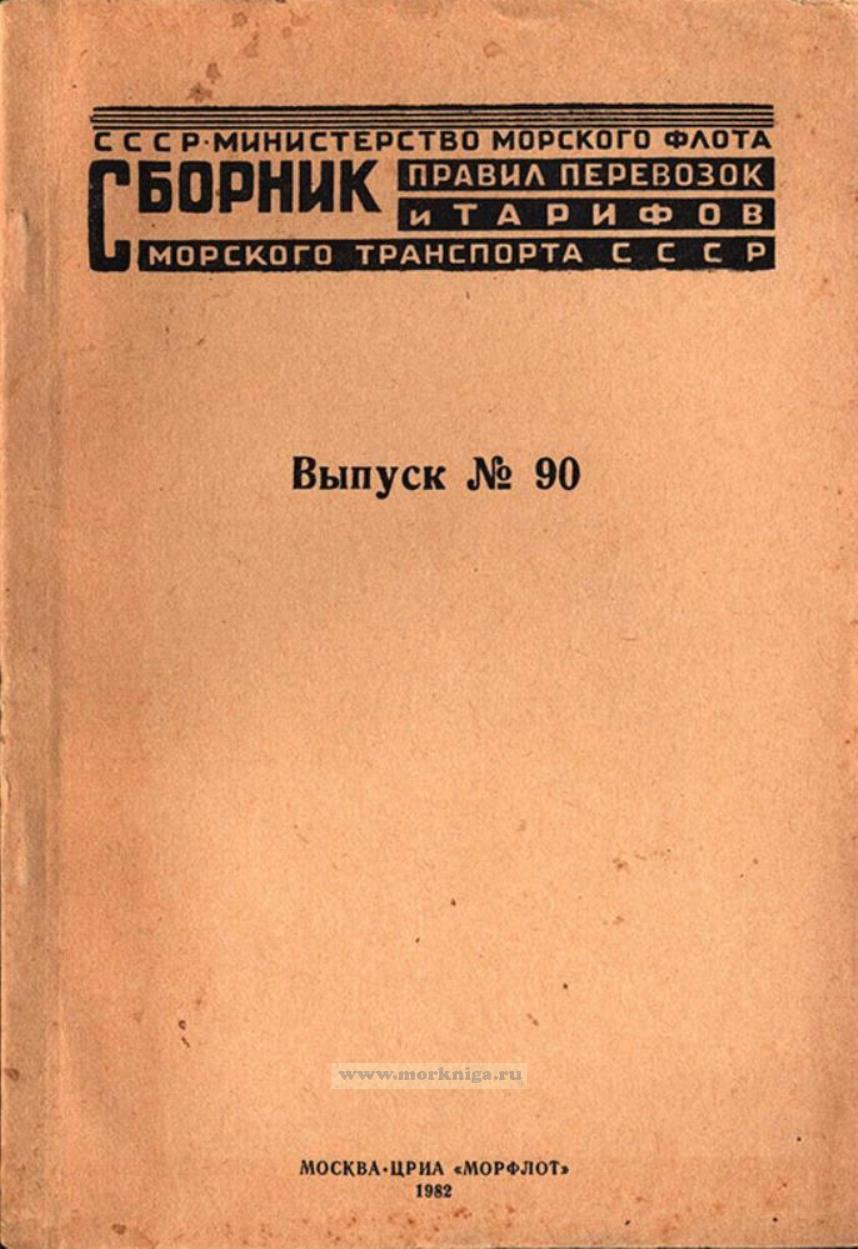 СССР·МИНИСТЕРСТВО МОРСКОГО ФЛОТА
СБОРНИК ПРАВИЛ ПЕРЕВОЗОК
и ТАРИФОВ
МОРСКОГО ТРАНСПОРТА СССР
Выпуск № 90
www.morkniga.ru
МОСКВА·ЦРИА «МОРФЛОТ»
1982